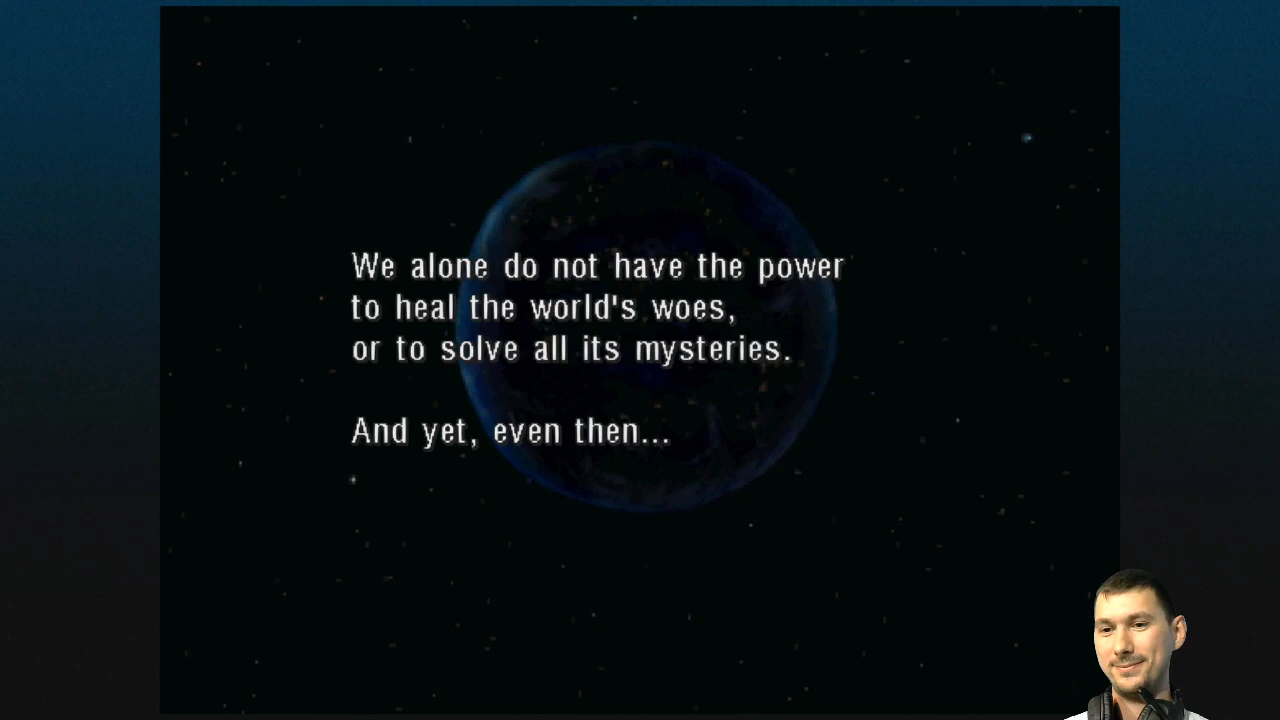 We alone do not have the power
to heal the world's woes,
or to solve all its mysteries.
And yet, even then...